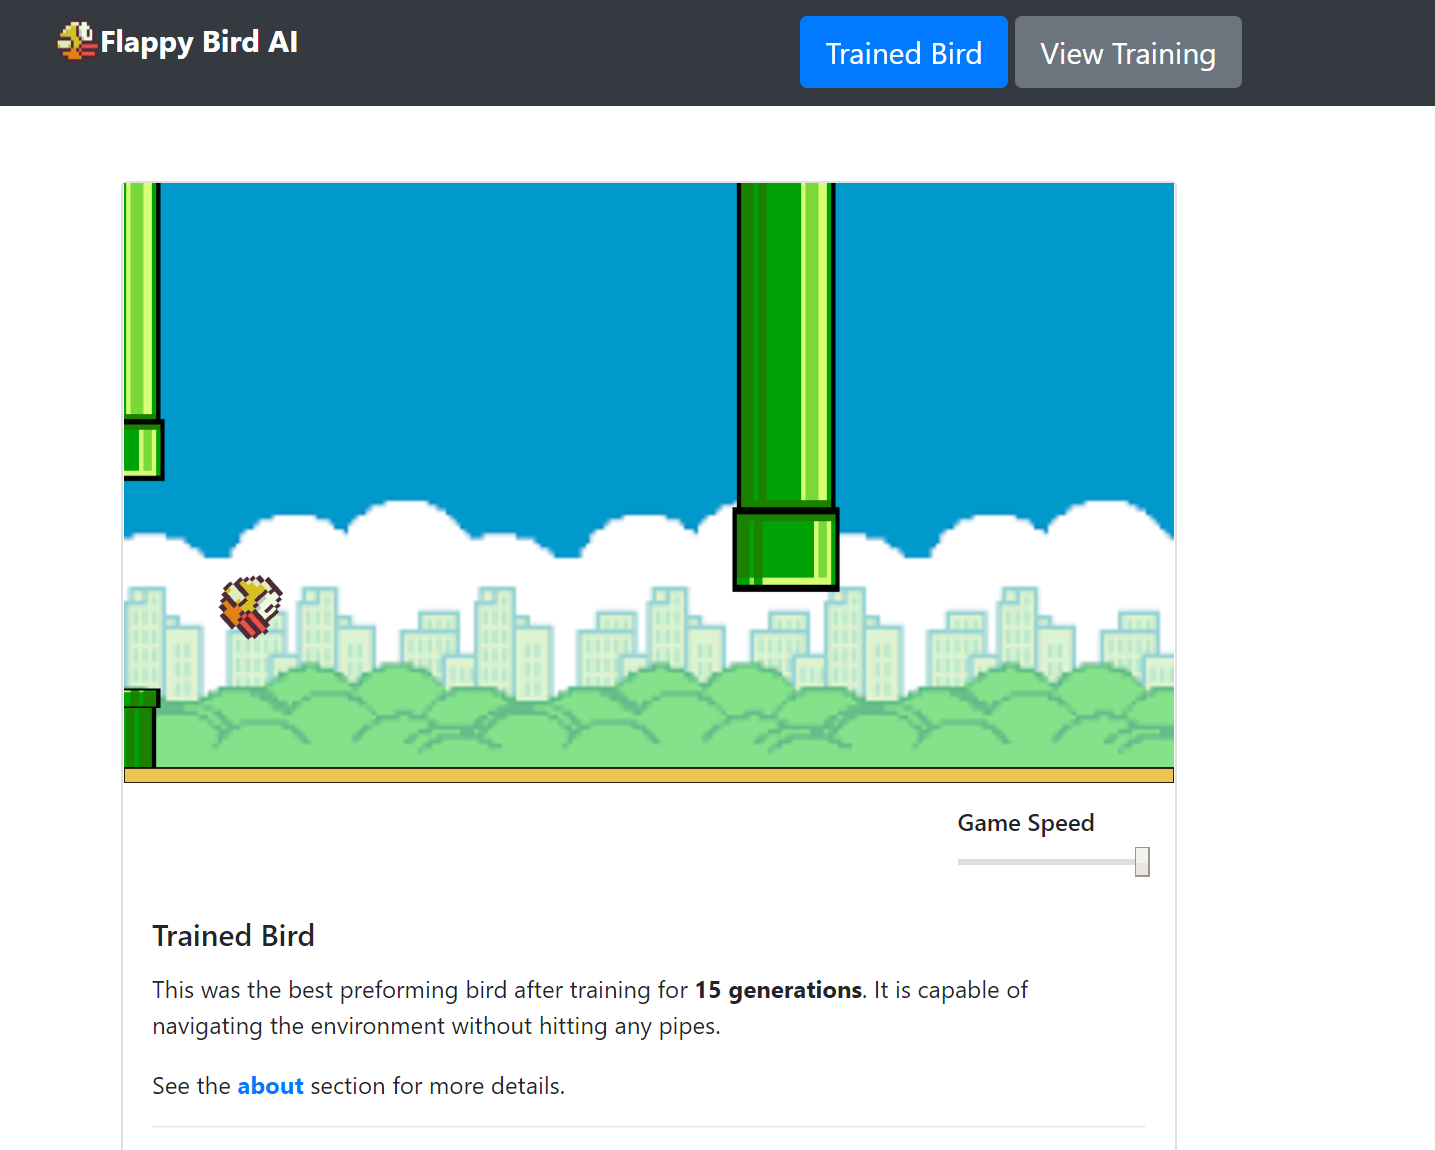 Flappy Bird AI
Trained Bird
View Training
Game Speed
Trained Bird
This was the best preforming bird after training for 15 generations. It is capable of
navigating the environment without hitting any pipes.
See the about section for more details.